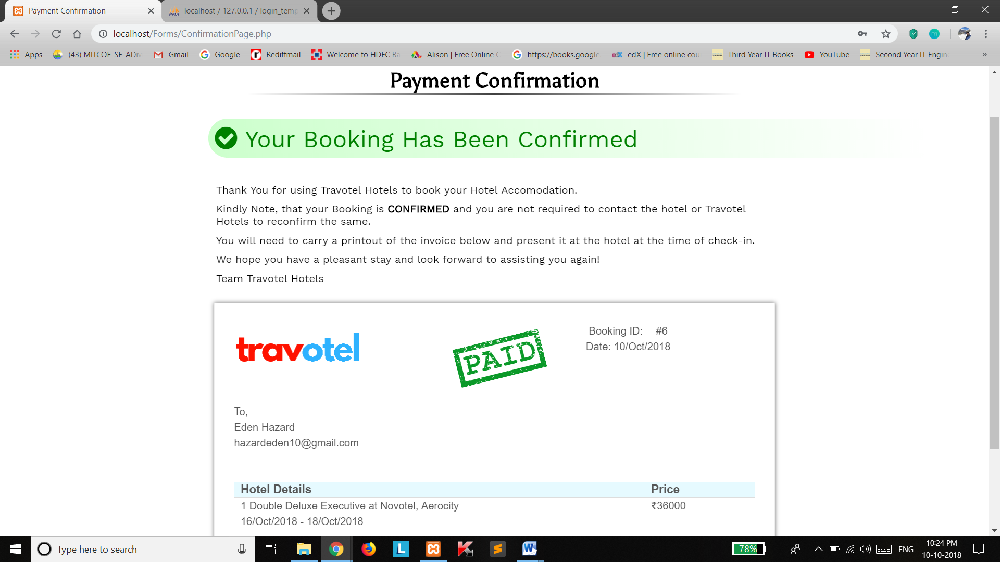 Payment Confirmation
localhost / 127.0.0.1 / login_temp
localhost/Forms/ConfirmationPage.php
Apps (43) MITCOE_SE_ADiv Gmail Google Rediffmail Welcome to HDFC Ba Alison | Free Online C https://books.google. edX | Free online cou Third Year IT Books YouTube Second Year IT Engin »
Payment Confirmation
Your Booking Has Been Confirmed
Thank You for using Travotel Hotels to book your Hotel Accomodation.
Kindly Note, that your Booking is CONFIRMED and you are not required to contact the hotel or Travotel
Hotels to reconfirm the same.
You will need to carry a printout of the invoice below and present it at the hotel at the time of check-in.
We hope you have a pleasant stay and look forward to assisting you again!
Team Travotel Hotels
travotel
PAID
Booking ID: #6
Date: 10/Oct/2018
To,
Eden Hazard
hazardeden10@gmail.com
Hotel Details Price
1 Double Deluxe Executive at Novotel, Aerocity ₹36000
16/Oct/2018 - 18/Oct/2018
Type here to search
78%
ENG
10:24 PM
10-10-2018